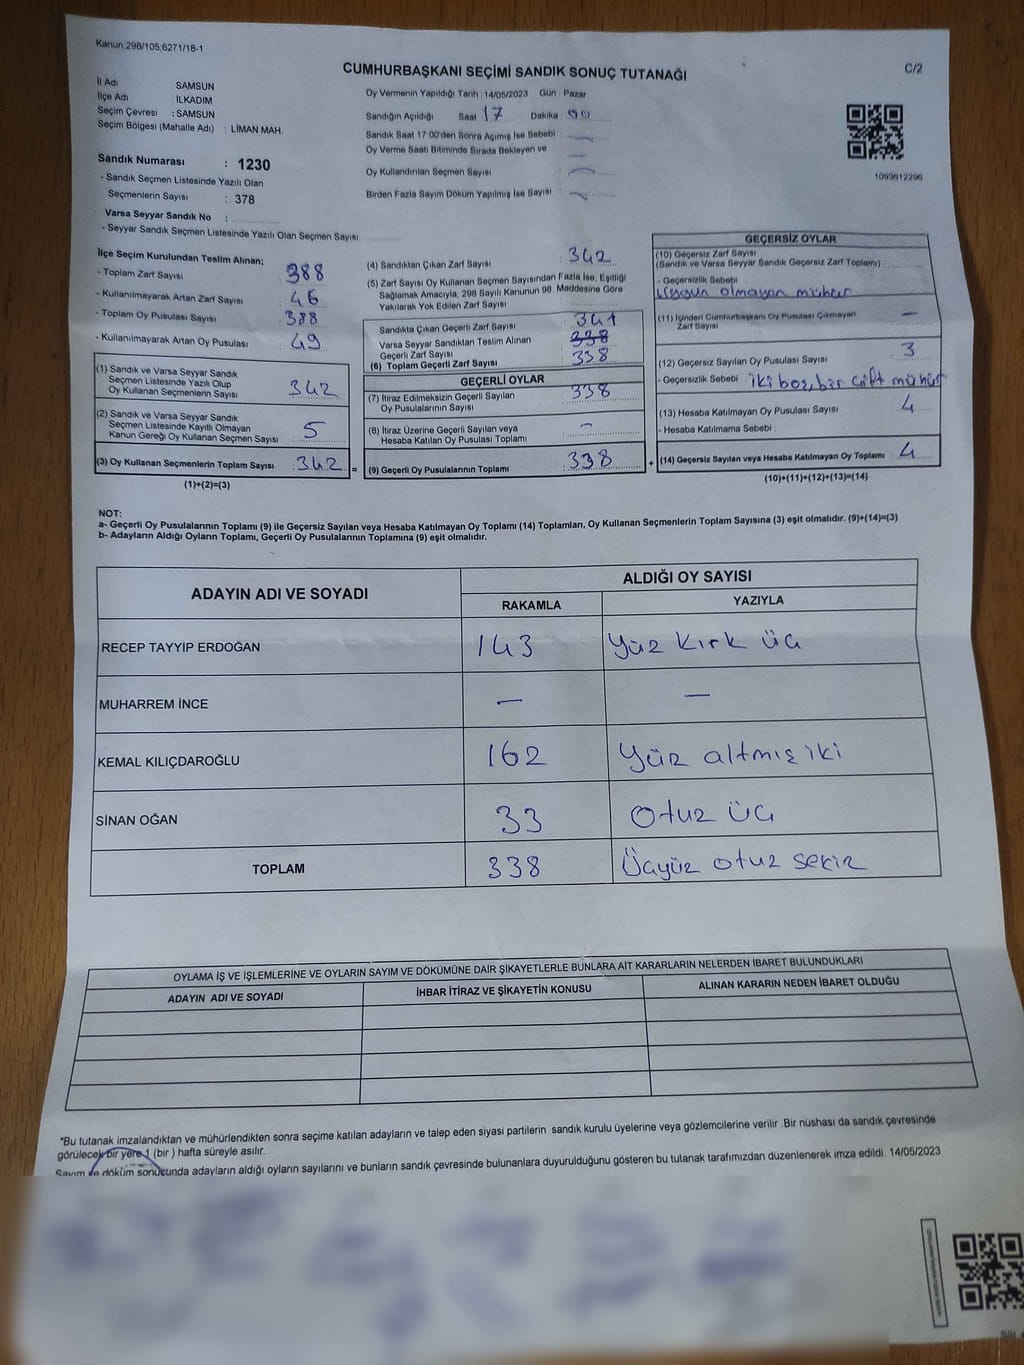 Kanun:298/105;6271/18-1
C/2
CUMHURBAŞKANI SEÇİMİ SANDIK SONUÇ TUTANAĞI
İl Adı : SAMSUN
İlçe Adı : İLKADIM
Seçim Çevresi : SAMSUN
Seçim Bölgesi (Mahalle Adı) : LİMAN MAH.
Sandık Numarası : 1230
- Sandık Seçmen Listesinde Yazılı Olan
Seçmenlerin Sayısı : 378
Varsa Seyyar Sandık No :
- Seyyar Sandık Seçmen Listesinde Yazılı Olan Seçmen Sayısı:
Oy Vermenin Yapıldığı Tarih :14/05/2023 Gün : Pazar
Sandığın Açıldığı Saat 17 Dakika : 00
Sandık Saat 17:00'den Sonra Açımış İse Sebebi :
Oy Verme Saati Bitiminde Sırada Bekleyen ve
Oy Kullandırılan Seçmen Sayısı :
Birden Fazla Sayım Döküm Yapılmış İse Sayısı :
1093612296
İlçe Seçim Kurulundan Teslim Alınan;
- Toplam Zarf Sayısı : 388
- Kullanılmayarak Artan Zarf Sayısı : 46
- Toplam Oy Pusulası Sayısı : 388
- Kullanılmayarak Artan Oy Pusulası : 49
(1) Sandık ve Varsa Seyyar Sandık
Seçmen Listesinde Yazılı Olup
Oy Kullanan Seçmenlerin Sayısı : 342
(2) Sandık ve Varsa Seyyar Sandık
Seçmen Listesinde Kayıtlı Olmayan
Kanun Gereği Oy Kullanan Seçmen Sayısı : 5
(3) Oy Kullanan Seçmenlerin Toplam Sayısı : 342
(1)+(2)=(3)
=
(4) Sandıktan Çıkan Zarf Sayısı : 342
(5) Zarf Sayısı Oy Kullanan Seçmen Sayısından Fazla İse, Eşitliği
Sağlamak Amacıyla, 298 Sayılı Kanunun 98. Maddesine Göre
Yakılarak Yok Edilen Zarf Sayısı :
Sandıkta Çıkan Geçerli Zarf Sayısı : 341
Varsa Seyyar Sandıktan Teslim Alınan 338
Geçerli Zarf Sayısı
(6) Toplam Geçerli Zarf Sayısı : 338
GEÇERLİ OYLAR
(7) İtiraz Edilmeksizin Geçerli Sayılan
Oy Pusulalarının Sayısı : 338
(8) İtiraz Üzerine Geçerli Sayılan veya
Hesaba Katılan Oy Pusulası Toplamı : -
(9) Geçerli Oy Pusulalarının Toplamı : 338
+
GEÇERSİZ OYLAR
(10) Geçersiz Zarf Sayısı
(Sandık ve Varsa Seyyar Sandık Geçersiz Zarf Toplamı) :
- Geçersizlik Sebebi :
uygun olmayan mühür
(11) İçinden Cumhurbaşkanı Oy Pusulası Çıkmayan
Zarf Sayısı : -
(12) Geçersiz Sayılan Oy Pusulası Sayısı : 3
- Geçersizlik Sebebi : iki boş, bir çift mühür
(13) Hesaba Katılmayan Oy Pusulası Sayısı : 4
- Hesaba Katılmama Sebebi :
(14) Geçersiz Sayılan veya Hesaba Katılmayan Oy Toplamı : 4
(10)+(11)+(12)+(13)=(14)
NOT:
a- Geçerli Oy Pusulalarının Toplamı (9) ile Geçersiz Sayılan veya Hesaba Katılmayan Oy Toplamı (14) Toplamları, Oy Kullanan Seçmenlerin Toplam Sayısına (3) eşit olmalıdır. (9)+(14)=(3)
b- Adayların Aldığı Oyların Toplamı, Geçerli Oy Pusulalarının Toplamına (9) eşit olmalıdır.
ADAYIN ADI VE SOYADI ALDIĞI OY SAYISI
RAKAMLA YAZIYLA
RECEP TAYYİP ERDOĞAN 143 Yüz kırk üç
MUHARREM İNCE — —
KEMAL KILIÇDAROĞLU 162 Yüz altmış iki
SİNAN OĞAN 33 Otuz üç
TOPLAM 338 Üçyüz otuz sekiz
OYLAMA İŞ VE İŞLEMLERİNE VE OYLARIN SAYIM VE DÖKÜMÜNE DAİR ŞİKAYETLERLE BUNLARA AİT KARARLARIN NELERDEN İBARET BULUNDUKLARI
ADAYIN ADI VE SOYADI İHBAR İTİRAZ VE ŞİKAYETİN KONUSU ALINAN KARARIN NEDEN İBARET OLDUĞU
"Bu tutanak imzalandıktan ve mühürlendikten sonra seçime katılan adayların ve talep eden siyasi partilerin sandık kurulu üyelerine veya gözlemcilerine verilir .Bir nüshası da sandık çevresinde
görülecek bir yere 1 (bir ) hafta süreyle asılır.
Sayım ve döküm sonucunda adayların aldığı oyların sayılarını ve bunların sandık çevresinde bulunanlara duyurulduğunu gösteren bu tutanak tarafımızdan düzenlenerek imza edildi. 14/05/2023